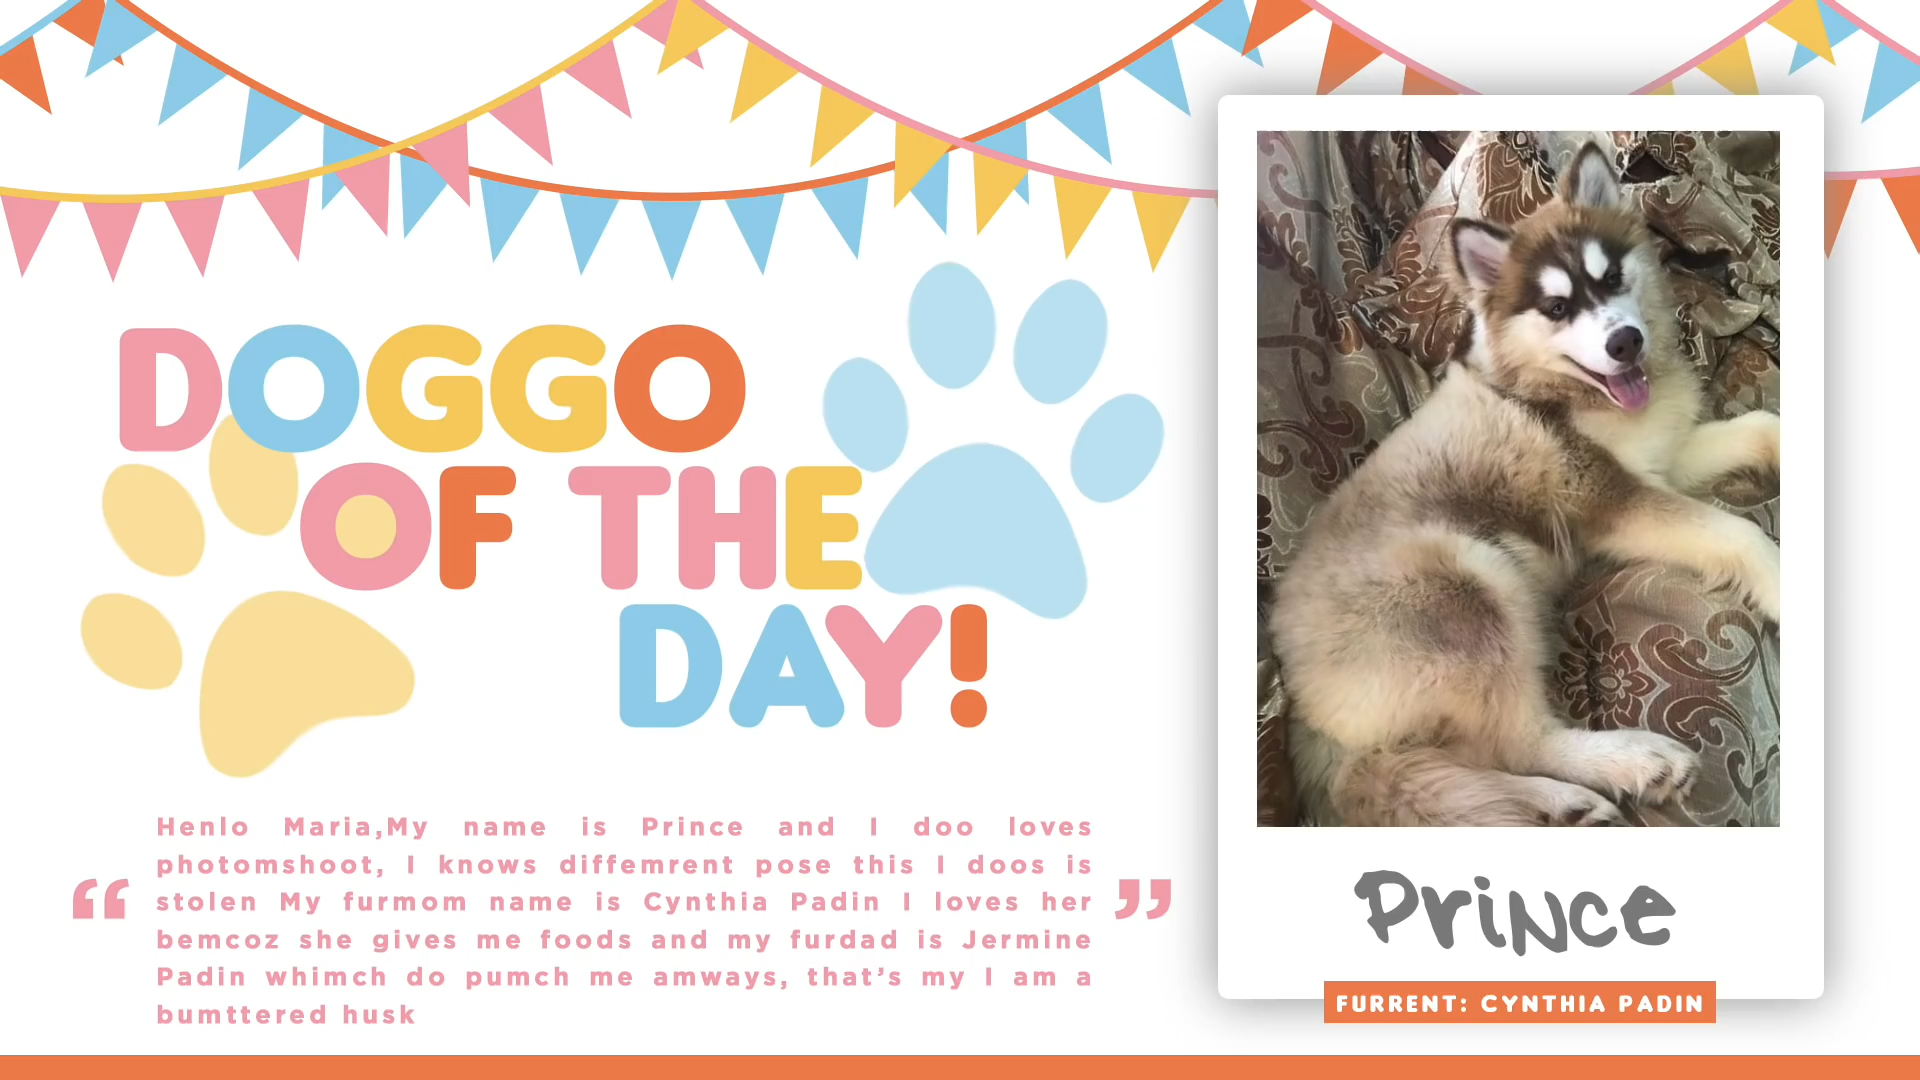 DOGGO
OF THE
DAY!
“ Henlo Maria,My name is Prince and I doo loves
photomshoot, I knows diffemrent pose this I doos is
stolen My furmom name is Cynthia Padin I loves her
bemcoz she gives me foods and my furdad is Jermine
Padin whimch do pumch me amways, that’s my I am a
bumttered husk ”
Prince
FURRENT: CYNTHIA PADIN